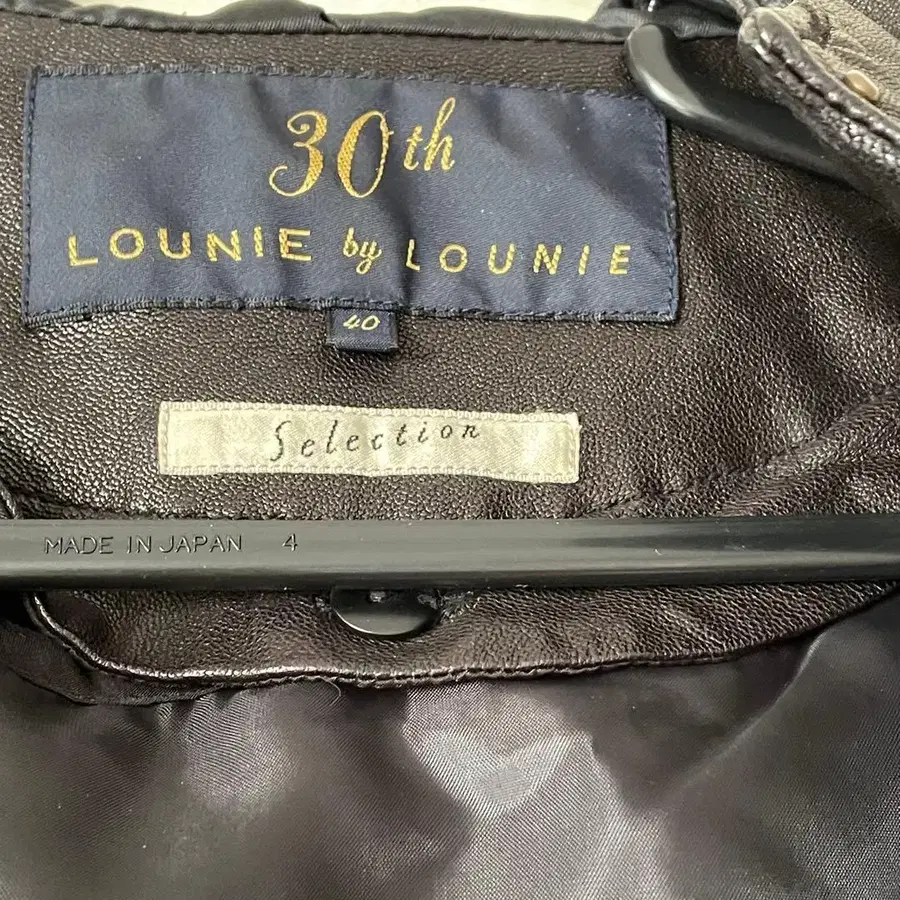 30th
LOUNIE by LOUNIE
40
Selection
MADE IN JAPAN 4